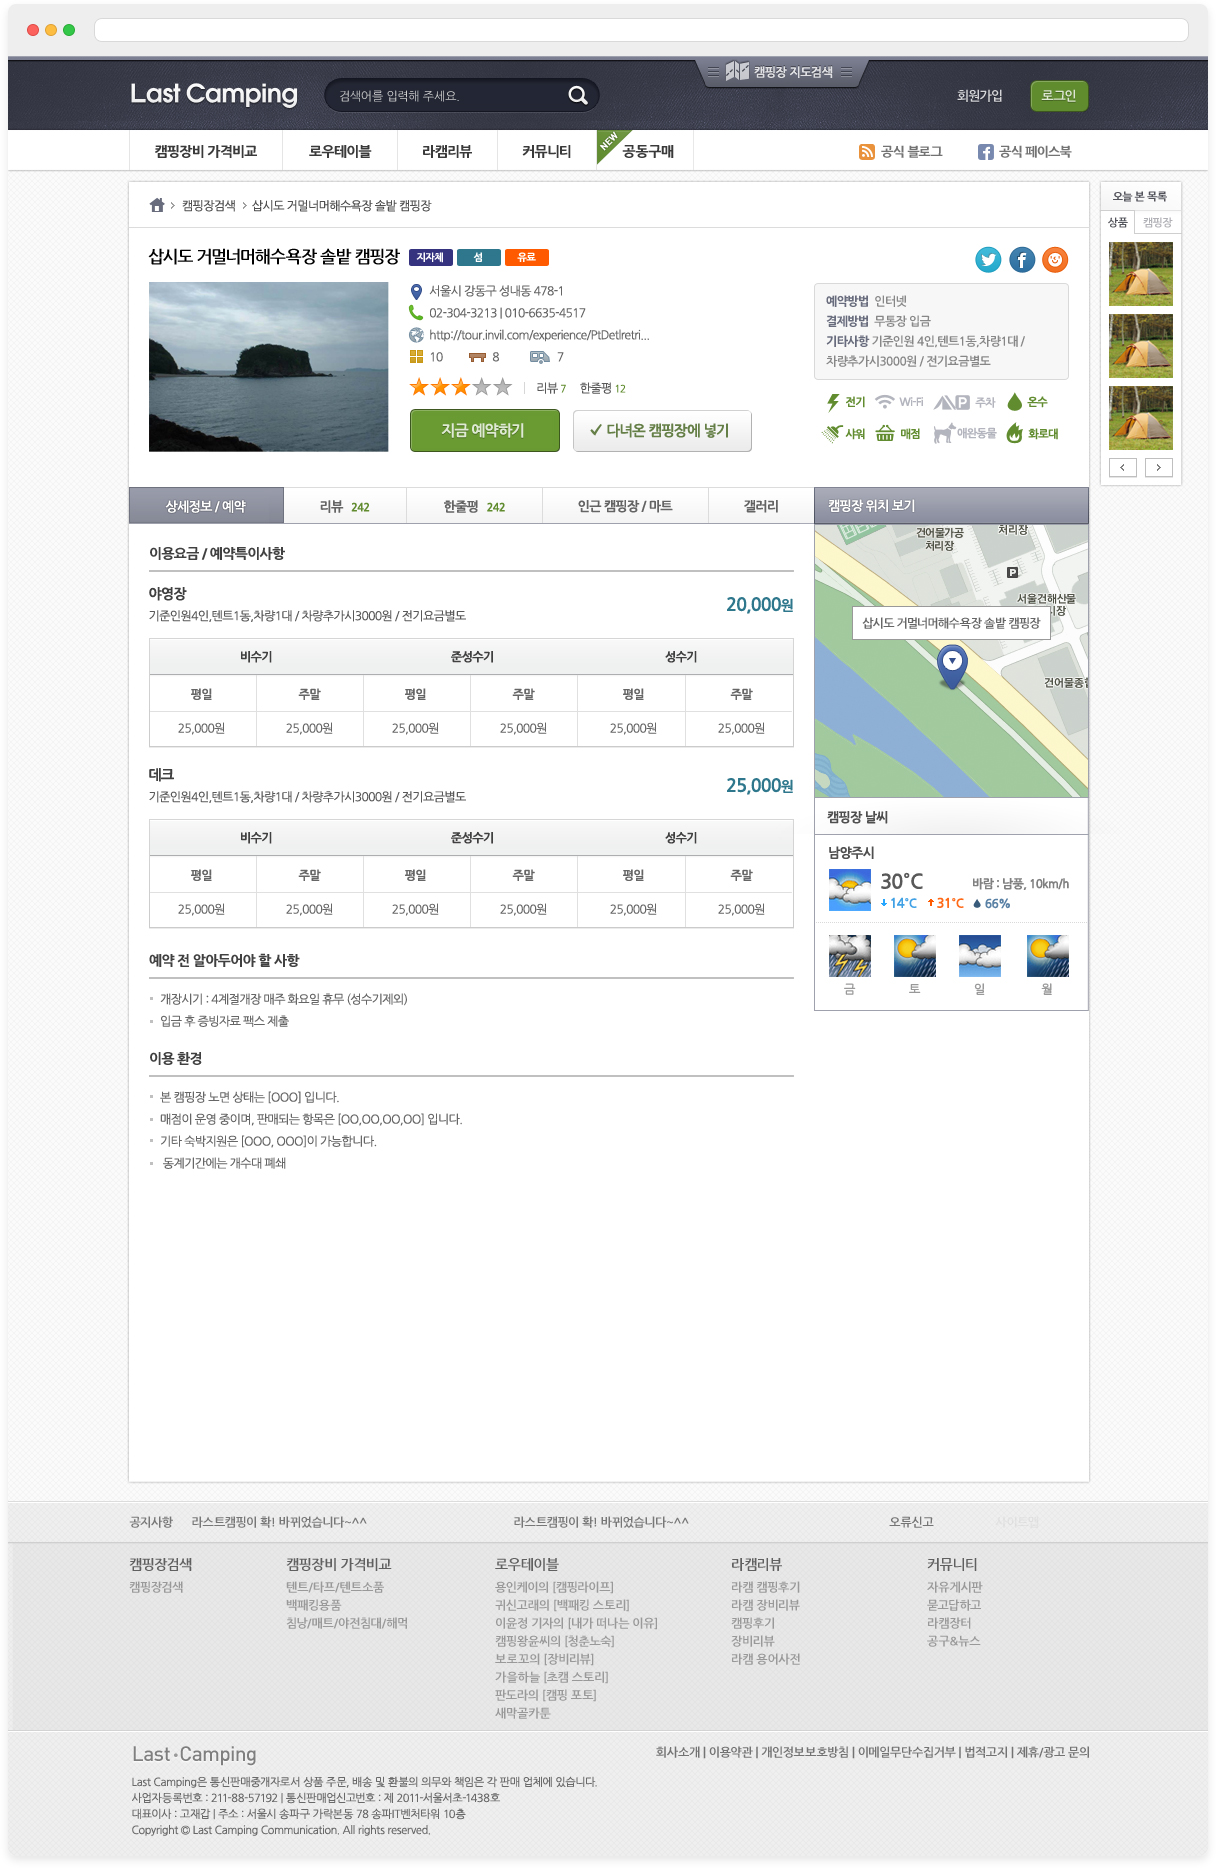 캠핑장 지도검색
Last Camping
검색어를 입력해 주세요.
회원가입
로그인
캠핑장비 가격비교
로우테이블
라캠리뷰
커뮤니티
NEW
공동구매
공식 블로그
공식 페이스북
캠핑장검색 > 삽시도 거멀너머해수욕장 솔밭 캠핑장
오늘 본 목록
상품 캠핑장
삽시도 거멀너머해수욕장 솔밭 캠핑장 지자체 섬 유료
서울시 강동구 성내동 478-1
02-304-3213 | 010-6635-4517
http://tour.invil.com/experience/PtDetlretri...
10 8 7
리뷰 7 한줄평 12
지금 예약하기
다녀온 캠핑장에 넣기
예약방법 인터넷
결제방법 무통장 입금
기타사항 기준인원 4인,텐트1동,차량1대 /
차량추가시3000원 / 전기요금별도
전기 Wi-Fi P 주차 온수
샤워 매점 애완동물 화로대
상세정보 / 예약
리뷰 242
한줄평 242
인근 캠핑장 / 마트
갤러리
캠핑장 위치 보기
이용요금 / 예약특이사항
야영장
기준인원4인,텐트1동,차량1대 / 차량추가시3000원 / 전기요금별도
20,000원
비수기 준성수기 성수기
평일 주말 평일 주말 평일 주말
25,000원 25,000원 25,000원 25,000원 25,000원 25,000원
데크
기준인원4인,텐트1동,차량1대 / 차량추가시3000원 / 전기요금별도
25,000원
비수기 준성수기 성수기
평일 주말 평일 주말 평일 주말
25,000원 25,000원 25,000원 25,000원 25,000원 25,000원
예약 전 알아두어야 할 사항
개장시기 : 4계절개장 매주 화요일 휴무 (성수기제외)
입금 후 증빙자료 팩스 제출
이용 환경
본 캠핑장 노면 상태는 [OOO] 입니다.
매점이 운영 중이며, 판매되는 항목은 [OO,OO,OO,OO] 입니다.
기타 숙박지원은 [OOO, OOO]이 가능합니다.
동계기간에는 개수대 폐쇄
건어물가공
처리장
처리장
P
서울건해산물
시장
삽시도 거멀너머해수욕장 솔밭 캠핑장
건어물종합
캠핑장 날씨
남양주시
30°C
바람 : 남풍, 10km/h
14°C 31°C 66%
금 토 일 월
공지사항
라스트캠핑이 확! 바뀌었습니다~^^
라스트캠핑이 확! 바뀌었습니다~^^
오류신고
사이트맵
캠핑장검색
캠핑장검색
캠핑장비 가격비교
텐트/타프/텐트소품
백패킹용품
침낭/매트/야전침대/해먹
로우테이블
용인케이의 [캠핑라이프]
귀신고래의 [백패킹 스토리]
이윤정 기자의 [내가 떠나는 이유]
캠핑왕윤씨의 [청춘노숙]
보로꼬의 [장비리뷰]
가을하늘 [초캠 스토리]
판도라의 [캠핑 포토]
새막골카툰
라캠리뷰
라캠 캠핑후기
라캠 장비리뷰
캠핑후기
장비리뷰
라캠 용어사전
커뮤니티
자유게시판
묻고답하고
라캠장터
공구&뉴스
Last·Camping
회사소개 | 이용약관 | 개인정보보호방침 | 이메일무단수집거부 | 법적고지 | 제휴/광고 문의
Last Camping은 통신판매중개자로서 상품 주문, 배송 및 환불의 의무와 책임은 각 판매 업체에 있습니다.
사업자등록번호 : 211-88-57192 | 통신판매업신고번호 : 제 2011-서울서초-1438호
대표이사 : 고재갑 | 주소 : 서울시 송파구 가락본동 78 송파IT벤처타워 10층
Copyright © Last Camping Communication. All rights reserved.